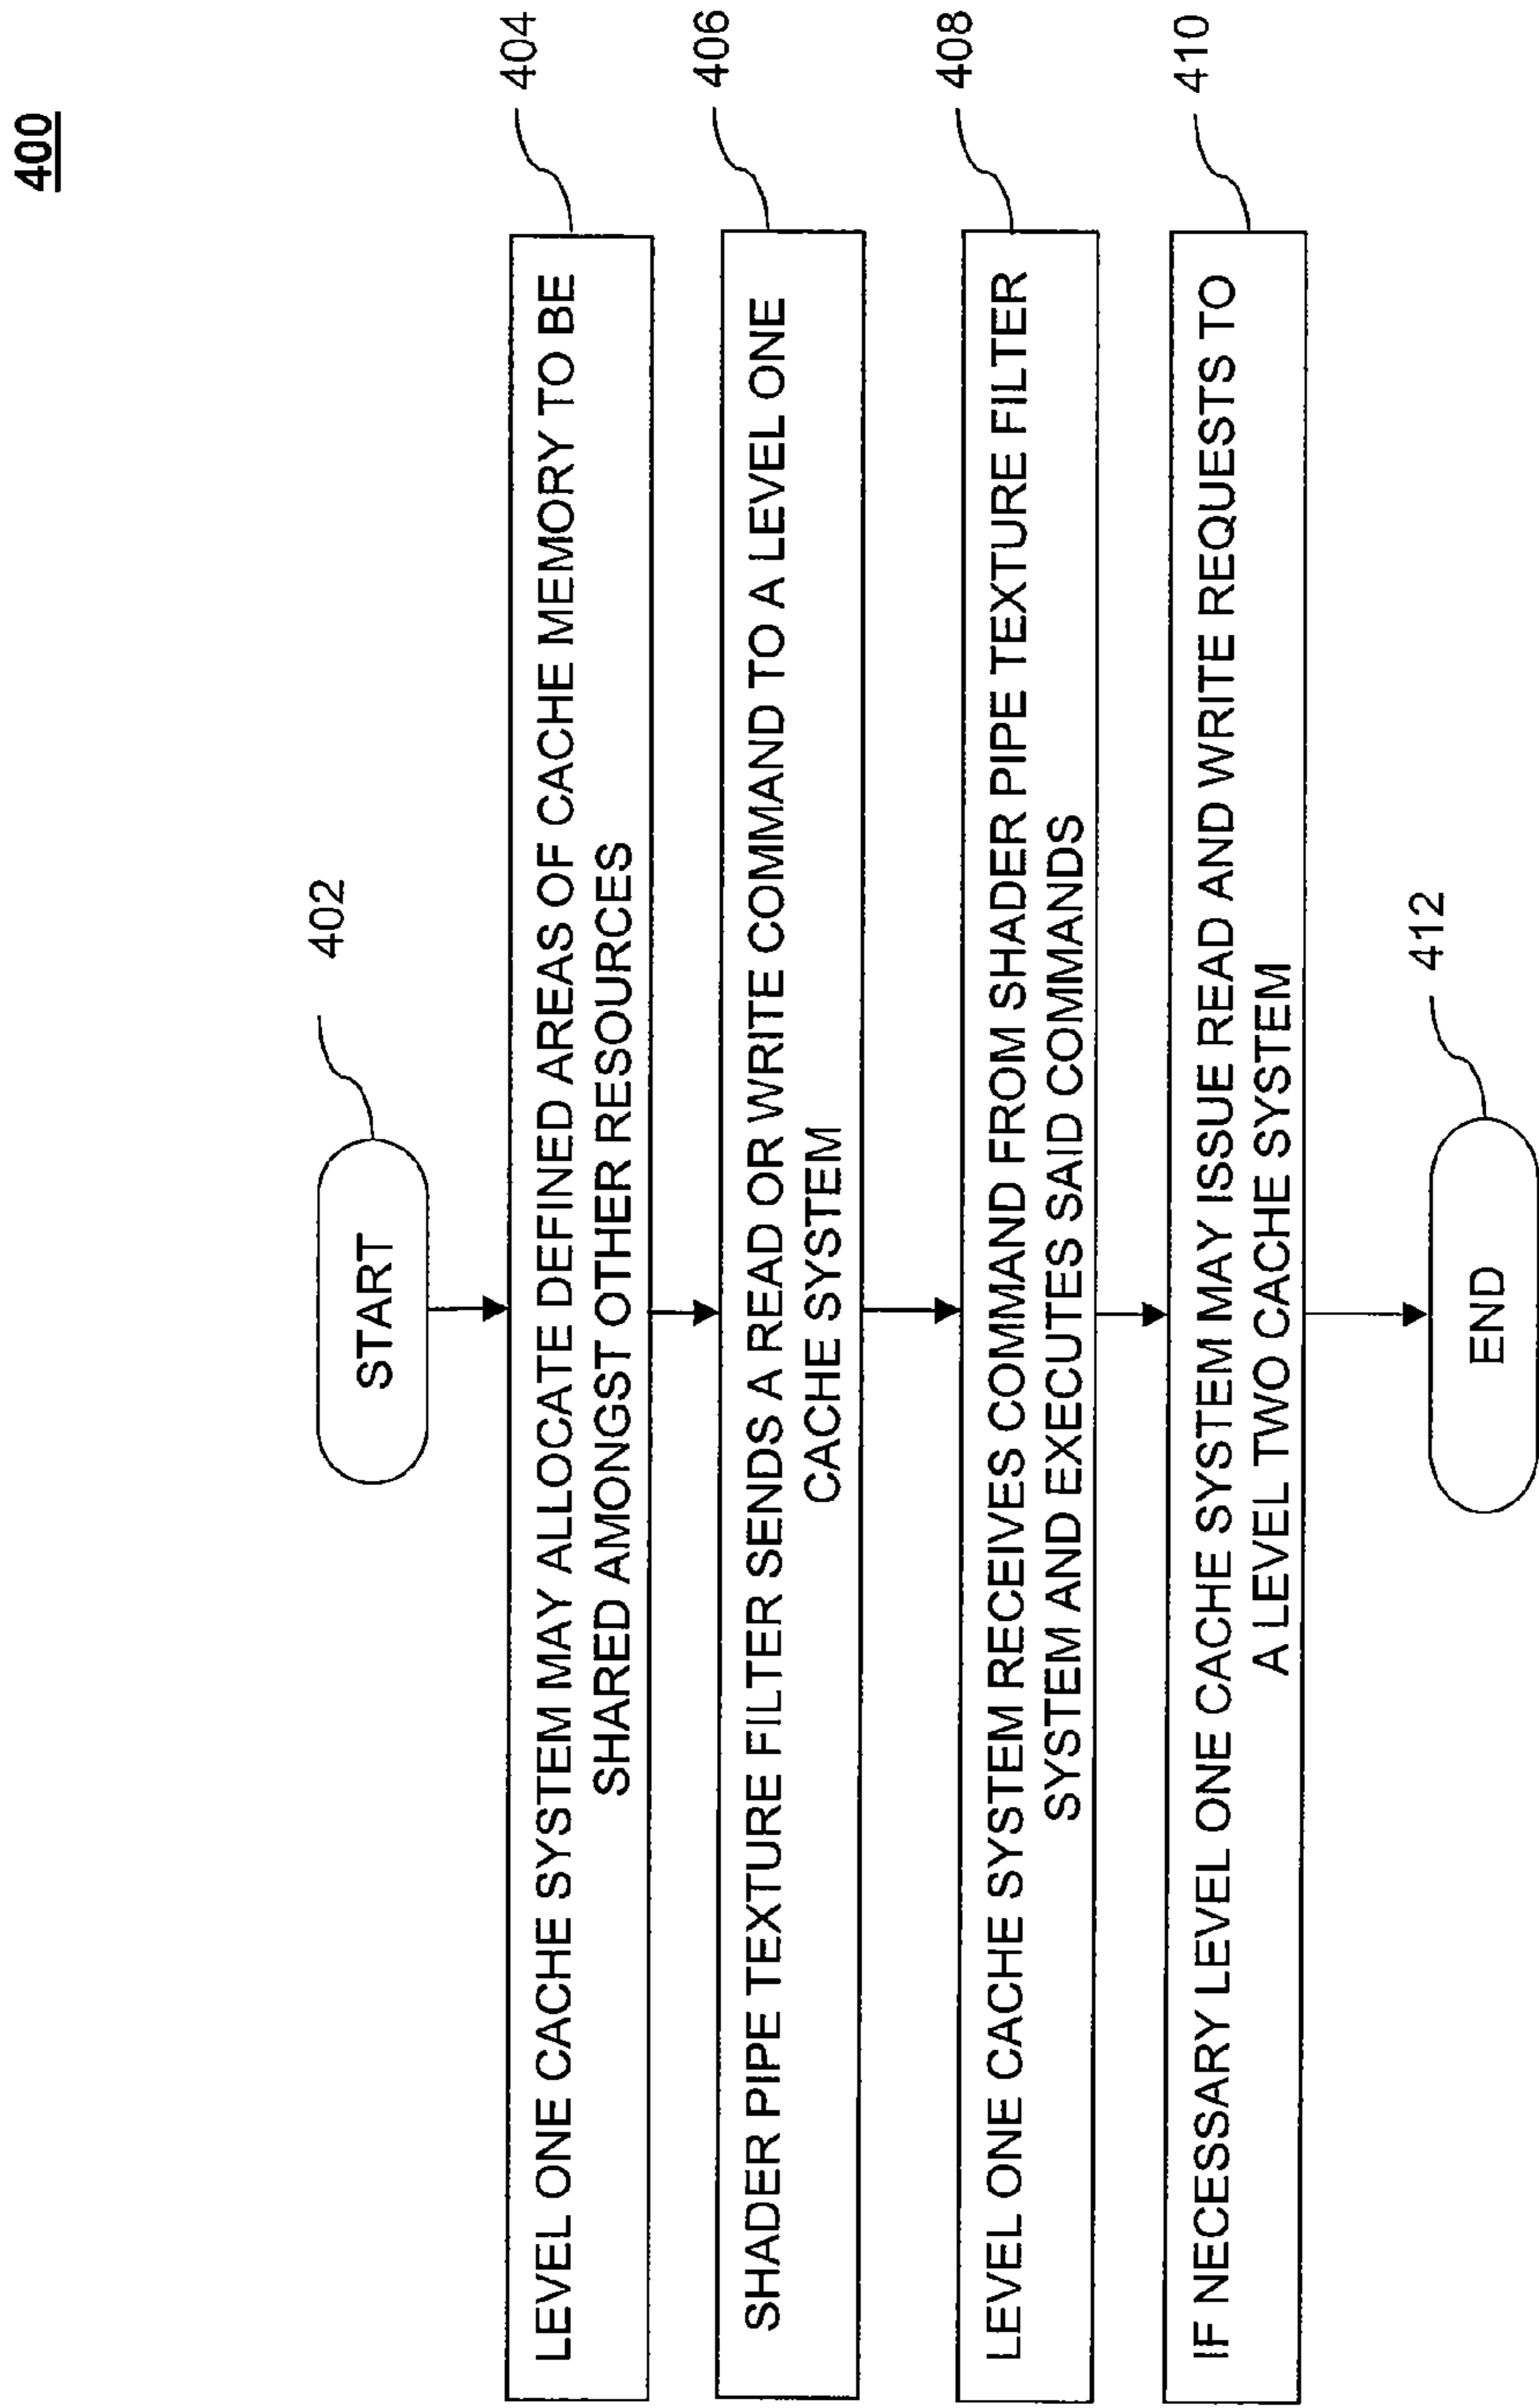 400
402
START
404
LEVEL ONE CACHE SYSTEM MAY ALLOCATE DEFINED AREAS OF CACHE MEMORY TO BE
SHARED AMONGST OTHER RESOURCES
406
SHADER PIPE TEXTURE FILTER SENDS A READ OR WRITE COMMAND TO A LEVEL ONE
CACHE SYSTEM
408
LEVEL ONE CACHE SYSTEM RECEIVES COMMAND FROM SHADER PIPE TEXTURE FILTER
SYSTEM AND EXECUTES SAID COMMANDS
410
IF NECESSARY LEVEL ONE CACHE SYSTEM MAY ISSUE READ AND WRITE REQUESTS TO
A LEVEL TWO CACHE SYSTEM
412
END